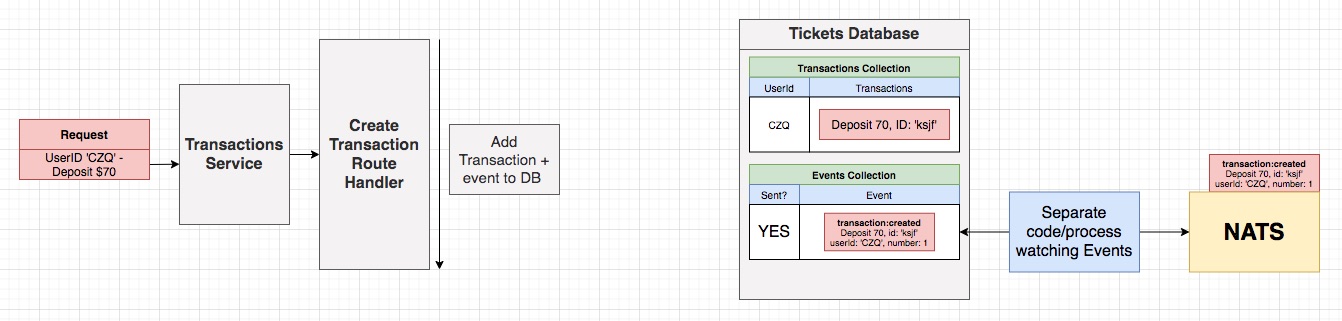 Request
UserID 'CZQ' -
Deposit $70
Transactions
Service
Create
Transaction
Route
Handler
Add
Transaction +
event to DB
Tickets Database
Transactions Collection
UserId Transactions
CZQ Deposit 70, ID: 'ksjf'
Events Collection
Sent? Event
YES
transaction:created
Deposit 70, id: 'ksjf'
userId: 'CZQ', number: 1
Separate
code/process
watching Events
transaction:created
Deposit 70, id: 'ksjf'
userId: 'CZQ', number: 1
NATS